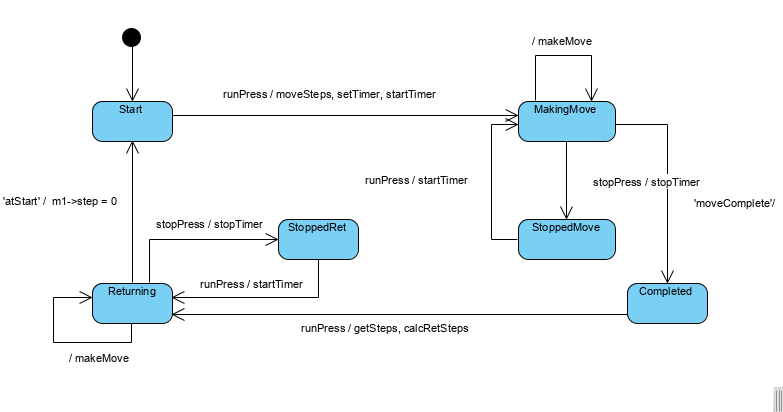 / makeMove
runPress / moveSteps, setTimer, startTimer
Start
MakingMove
runPress / startTimer
stopPress / stopTimer
'atStart' /  m1->step = 0
'moveComplete'/
stopPress / stopTimer
StoppedRet
StoppedMove
runPress / startTimer
Returning
Completed
runPress / getSteps, calcRetSteps
/ makeMove